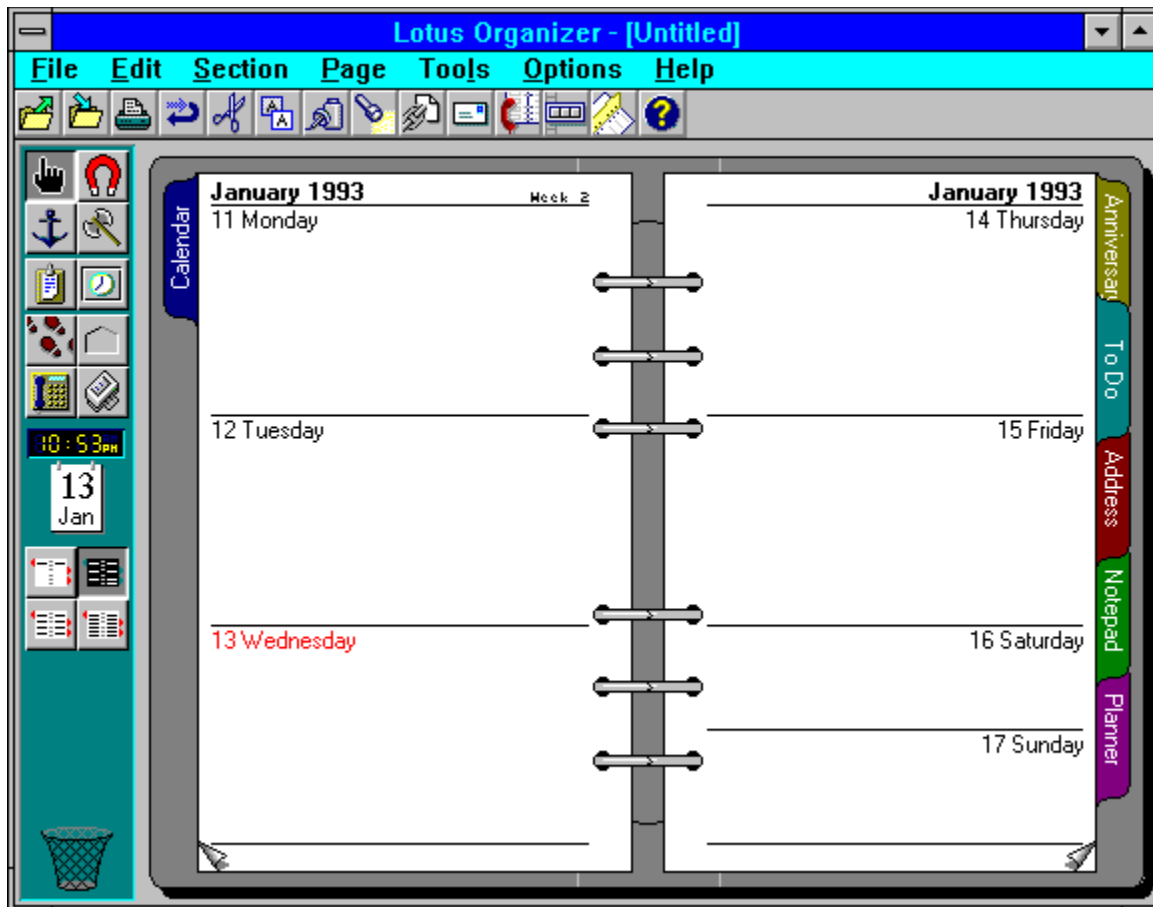 Lotus Organizer - [Untitled]
File Edit Section Page Tools Options Help
Calendar
January 1993 Week 2
11 Monday
12 Tuesday
13 Wednesday
January 1993
14 Thursday
15 Friday
16 Saturday
17 Sunday
Anniversary
To Do
Address
Notepad
Planner
10:53PM
13
Jan